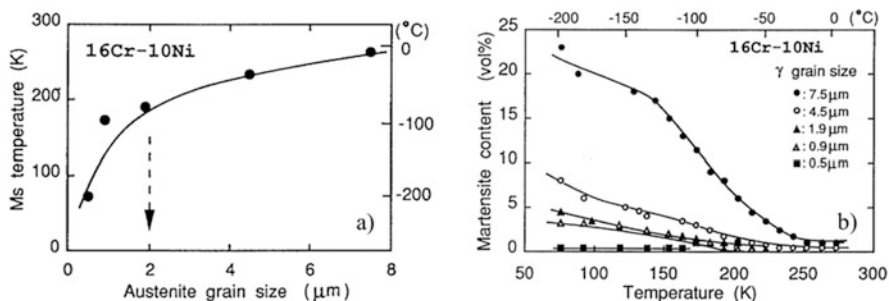 16Cr-10Ni
Ms temperature (K)
400
300
200
100
0
(°C)
0
-100
-200
0 2 4 6 8
Austenite grain size (μm)
a)
-200 -150 -100 -50 0 (°C)
16Cr-10Ni
γ grain size
●: 7.5μm
○: 4.5μm
▲: 1.9μm
△: 0.9μm
■: 0.5μm
Martensite content (vol%)
25
20
15
10
5
0
50 100 150 200 250 300
Temperature (K)
b)